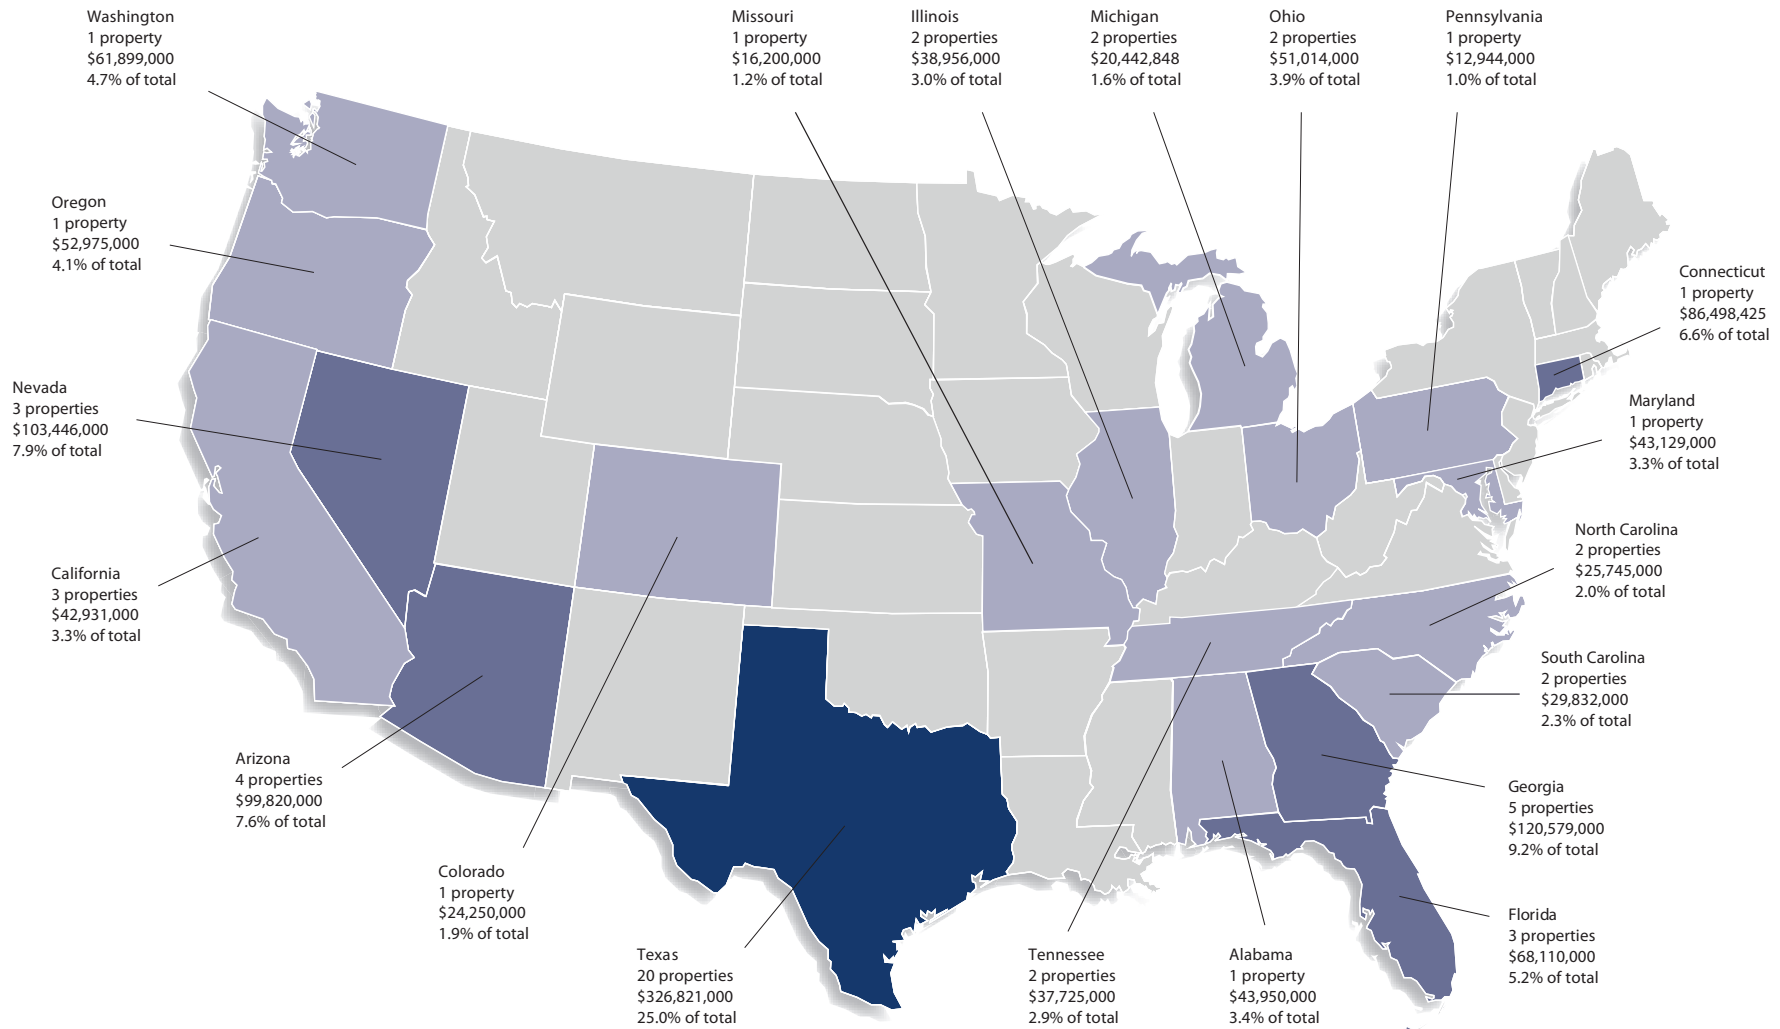 Washington
1 property
$61,899,000
4.7% of total
Missouri
1 property
$16,200,000
1.2% of total
Illinois
2 properties
$38,956,000
3.0% of total
Michigan
2 properties
$20,442,848
1.6% of total
Ohio
2 properties
$51,014,000
3.9% of total
Pennsylvania
1 property
$12,944,000
1.0% of total
Oregon
1 property
$52,975,000
4.1% of total
Connecticut
1 property
$86,498,425
6.6% of total
Nevada
3 properties
$103,446,000
7.9% of total
Maryland
1 property
$43,129,000
3.3% of total
North Carolina
2 properties
$25,745,000
2.0% of total
California
3 properties
$42,931,000
3.3% of total
South Carolina
2 properties
$29,832,000
2.3% of total
Arizona
4 properties
$99,820,000
7.6% of total
Georgia
5 properties
$120,579,000
9.2% of total
Colorado
1 property
$24,250,000
1.9% of total
Florida
3 properties
$68,110,000
5.2% of total
Texas
20 properties
$326,821,000
25.0% of total
Tennessee
2 properties
$37,725,000
2.9% of total
Alabama
1 property
$43,950,000
3.4% of total